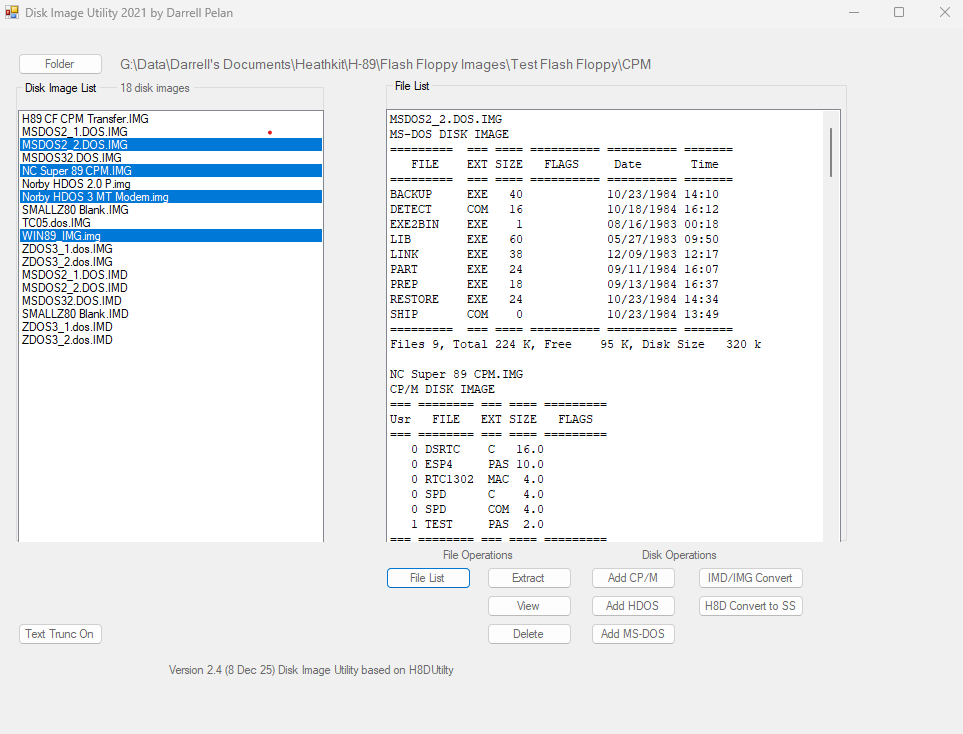 Disk Image Utility 2021 by Darrell Pelan
Folder
G:\Data\Darrell's Documents\Heathkit\H-89\Flash Floppy Images\Test Flash Floppy\CPM
Disk Image List
18 disk images
H89 CF CPM Transfer.IMG
MSDOS2_1.DOS.IMG
MSDOS2_2.DOS.IMG
MSDOS32.DOS.IMG
NC Super 89 CPM.IMG
Norby HDOS 2.0 P.img
Norby HDOS 3 MT Modem.img
SMALLZ80 Blank.IMG
TC05.dos.IMG
WIN89_IMG.img
ZDOS3_1.dos.IMG
ZDOS3_2.dos.IMG
MSDOS2_1.DOS.IMD
MSDOS2_2.DOS.IMD
MSDOS32.DOS.IMD
SMALLZ80 Blank.IMD
ZDOS3_1.dos.IMD
ZDOS3_2.dos.IMD
File List
MSDOS2_2.DOS.IMG
MS-DOS DISK IMAGE
========= === ==== ========== ========== =======
FILE EXT SIZE FLAGS Date Time
========= === ==== ========== ========== =======
BACKUP EXE 40 10/23/1984 14:10
DETECT COM 16 10/18/1984 16:12
EXE2BIN EXE 1 08/16/1983 00:18
LIB EXE 60 05/27/1983 09:50
LINK EXE 38 12/09/1983 12:17
PART EXE 24 09/11/1984 16:07
PREP EXE 18 09/13/1984 16:37
RESTORE EXE 24 10/23/1984 14:34
SHIP COM 0 10/23/1984 13:49
========= === ==== ========== ========== =======
Files 9, Total 224 K, Free 95 K, Disk Size 320 k
NC Super 89 CPM.IMG
CP/M DISK IMAGE
=== ======== === ==== =========
Usr FILE EXT SIZE FLAGS
=== ======== === ==== =========
0 DSRTC C 16.0
0 ESP4 PAS 10.0
0 RTC1302 MAC 4.0
0 SPD C 4.0
0 SPD COM 4.0
1 TEST PAS 2.0
=== ======== === ==== =========
File Operations
Disk Operations
File List
Extract
Add CP/M
IMD/IMG Convert
View
Add HDOS
H8D Convert to SS
Text Trunc On
Delete
Add MS-DOS
Version 2.4 (8 Dec 25) Disk Image Utility based on H8DUtilty